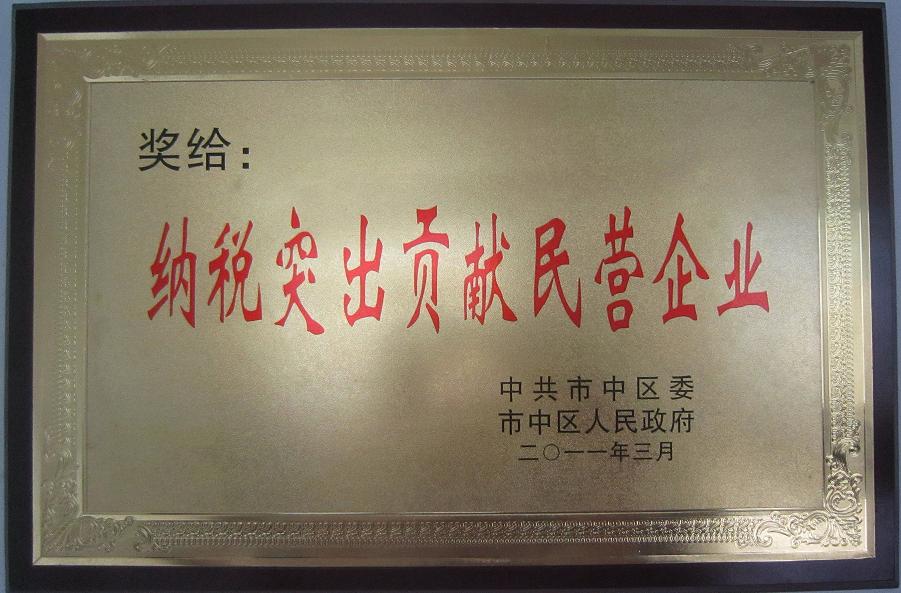 奖给：
纳税突出贡献民营企业
中共市中区委
市中区人民政府
二〇一一年三月